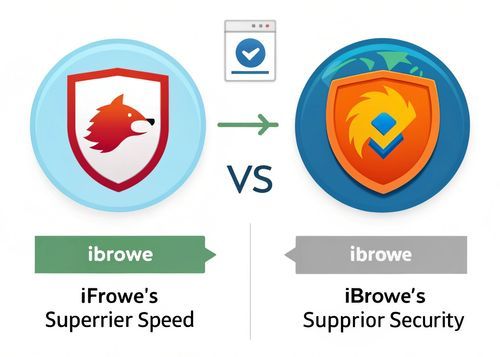 VS
ibrowe
ibrowe
iFrowe's
Superrier Speed
iBrowe's
Supprior Security